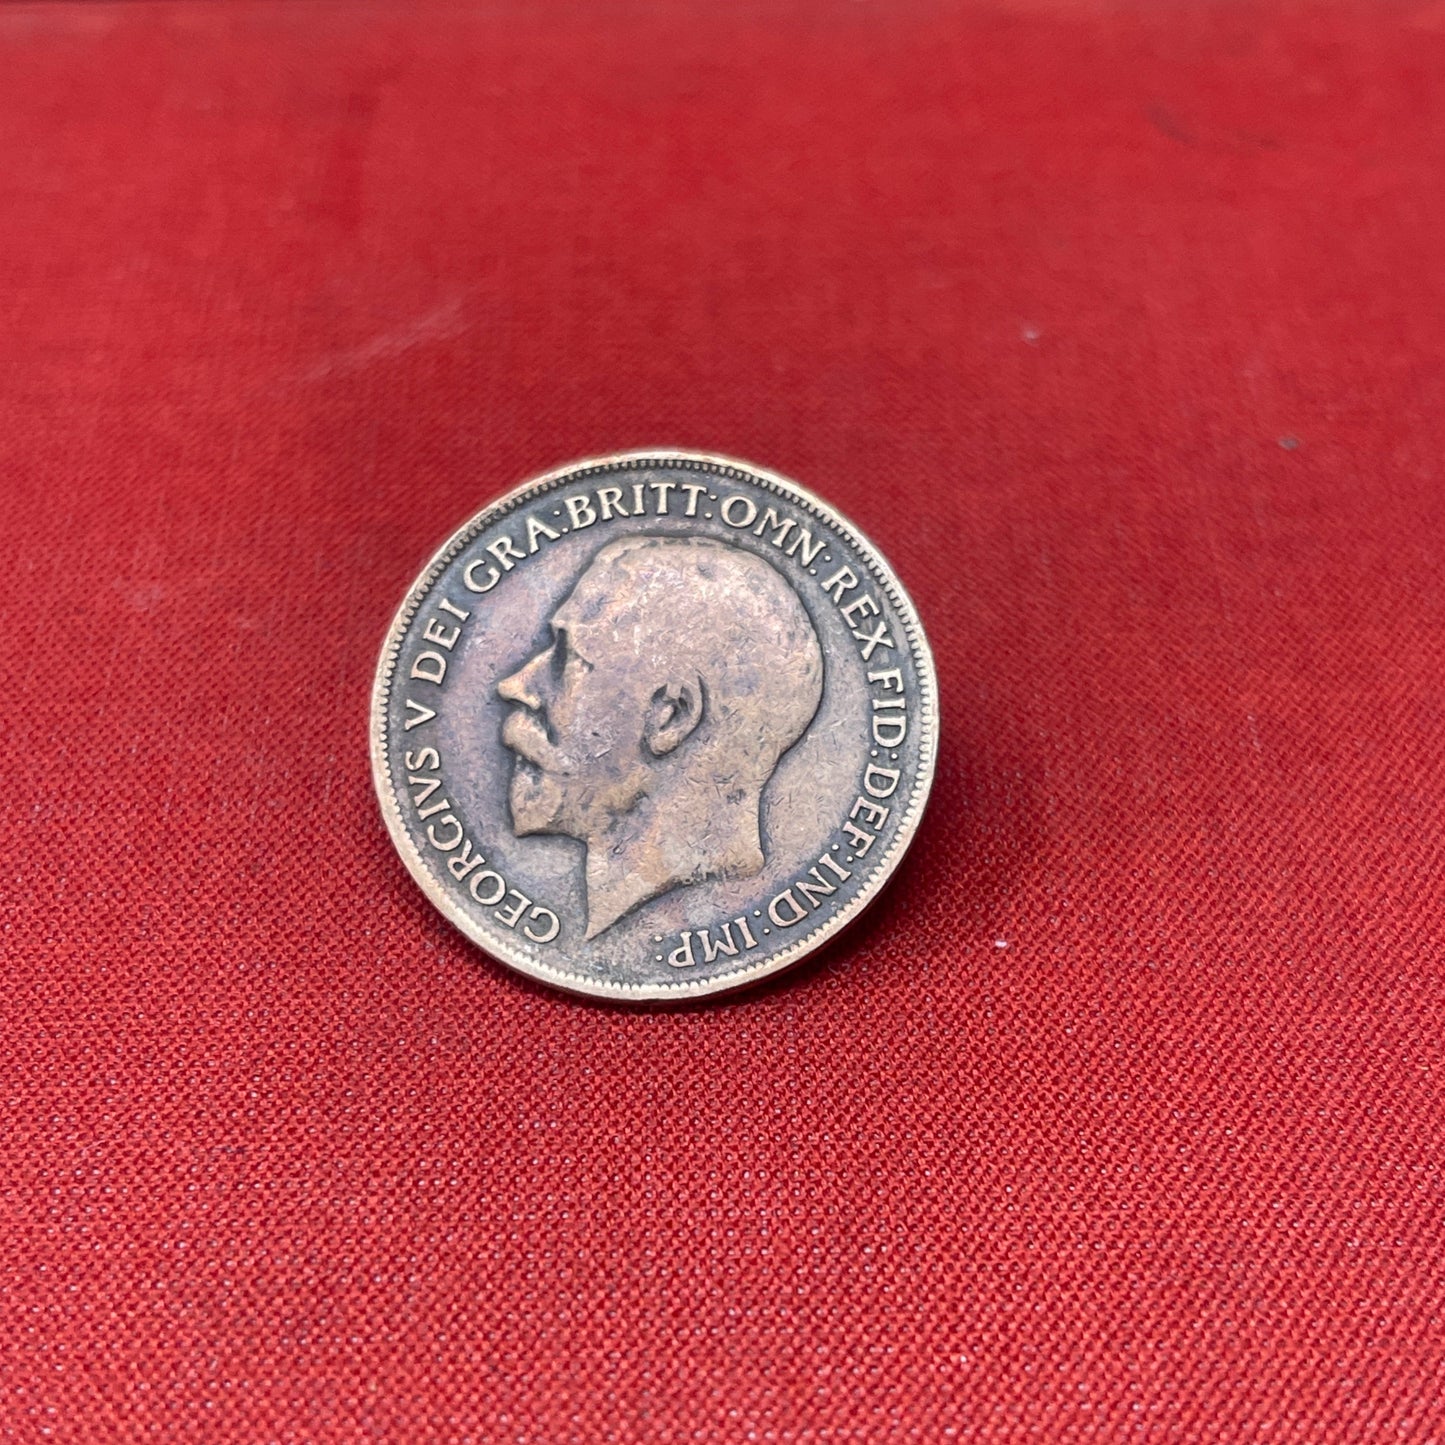 GEORGIVS V DEI GRA:BRITT:OMN:REX FID:DEF:IND:IMP: